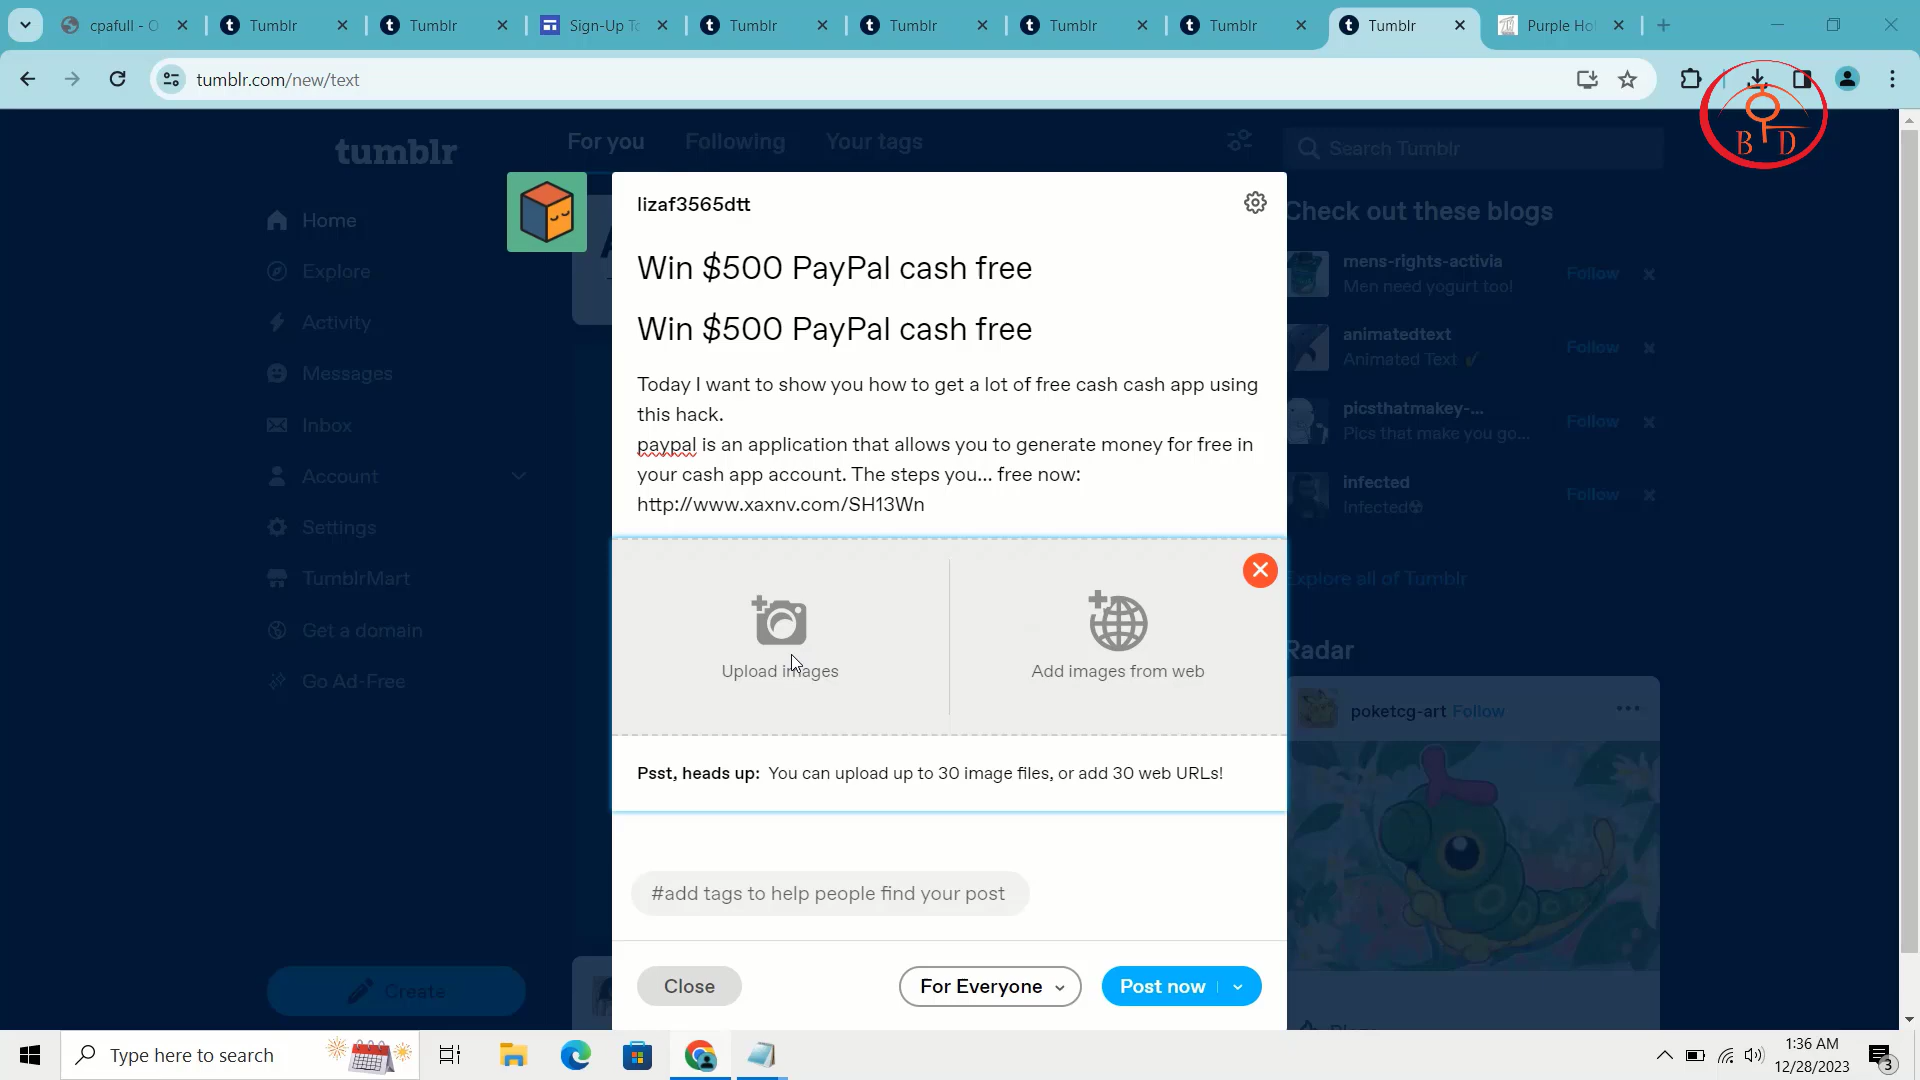 cpafull - O
Tumblr
Tumblr
Sign-Up To
Tumblr
Tumblr
Tumblr
Tumblr
Tumblr
Purple Ho
tumblr.com/new/text
B D
tumblr
For you
Following
Your tags
Search Tumblr
Home
Explore
Activity
Messages
Inbox
Account
Settings
TumblrMart
Get a domain
Go Ad-Free
Create
lizaf3565dtt
Win $500 PayPal cash free
Win $500 PayPal cash free
Today I want to show you how to get a lot of free cash cash app using
this hack.
paypal is an application that allows you to generate money for free in
your cash app account. The steps you... free now:
http://www.xaxnv.com/SH13Wn
Upload images
Add images from web
Psst, heads up: You can upload up to 30 image files, or add 30 web URLs!
#add tags to help people find your post
Close
For Everyone
Post now
Check out these blogs
mens-rights-activia
Men need yogurt too!
Follow
animatedtext
Animated Text
Follow
picsthatmakey-...
Pics that make you go...
Follow
infected
Infected
Follow
Explore all of Tumblr
Radar
poketcg-art Follow
Type here to search
1:36 AM
12/28/2023
3